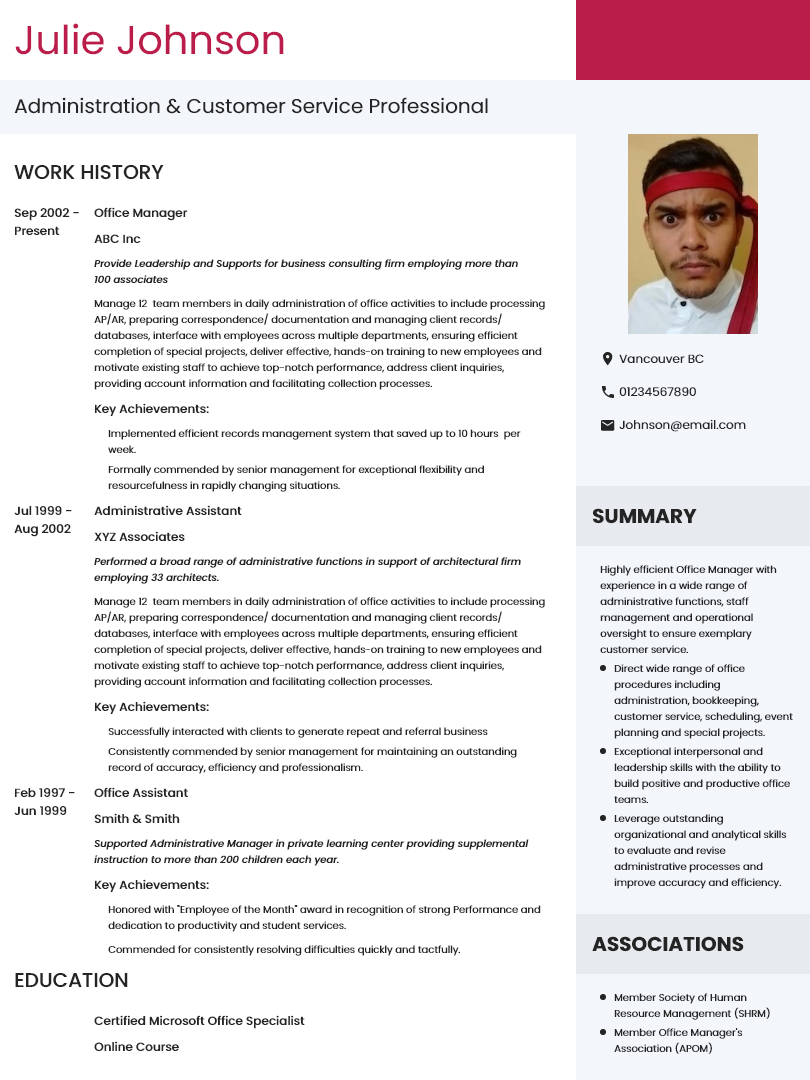 Julie Johnson
Administration & Customer Service Professional
WORK HISTORY
Sep 2002 -
Present
Office Manager
ABC Inc
Provide Leadership and Supports for business consulting firm employing more than
100 associates
Manage 12  team members in daily administration of office activities to include processing
AP/AR, preparing correspondence/ documentation and managing client records/
databases, interface with employees across multiple departments, ensuring efficient
completion of special projects, deliver effective, hands-on training to new employees and
motivate existing staff to achieve top-notch performance, address client inquiries,
providing account information and facilitating collection processes.
Key Achievements:
Implemented efficient records management system that saved up to 10 hours  per
week.
Formally commended by senior management for exceptional flexibility and
resourcefulness in rapidly changing situations.
Jul 1999 -
Aug 2002
Administrative Assistant
XYZ Associates
Performed a broad range of administrative functions in support of architectural firm
employing 33 architects.
Manage 12  team members in daily administration of office activities to include processing
AP/AR, preparing correspondence/ documentation and managing client records/
databases, interface with employees across multiple departments, ensuring efficient
completion of special projects, deliver effective, hands-on training to new employees and
motivate existing staff to achieve top-notch performance, address client inquiries,
providing account information and facilitating collection processes.
Key Achievements:
Successfully interacted with clients to generate repeat and referral business
Consistently commended by senior management for maintaining an outstanding
record of accuracy, efficiency and professionalism.
Feb 1997 -
Jun 1999
Office Assistant
Smith & Smith
Supported Administrative Manager in private learning center providing supplemental
instruction to more than 200 children each year.
Key Achievements:
Honored with "Employee of the Month" award in recognition of strong Performance and
dedication to productivity and student services.
Commended for consistently resolving difficulties quickly and tactfully.
EDUCATION
Certified Microsoft Office Specialist
Online Course
Vancouver BC
01234567890
Johnson@email.com
SUMMARY
Highly efficient Office Manager with
experience in a wide range of
administrative functions, staff
management and operational
oversight to ensure exemplary
customer service.
• Direct wide range of office
procedures including
administration, bookkeeping,
customer service, scheduling, event
planning and special projects.
• Exceptional interpersonal and
leadership skills with the ability to
build positive and productive office
teams.
• Leverage outstanding
organizational and analytical skills
to evaluate and revise
administrative processes and
improve accuracy and efficiency.
ASSOCIATIONS
• Member Society of Human
Resource Management (SHRM)
• Member Office Manager's
Association (APOM)